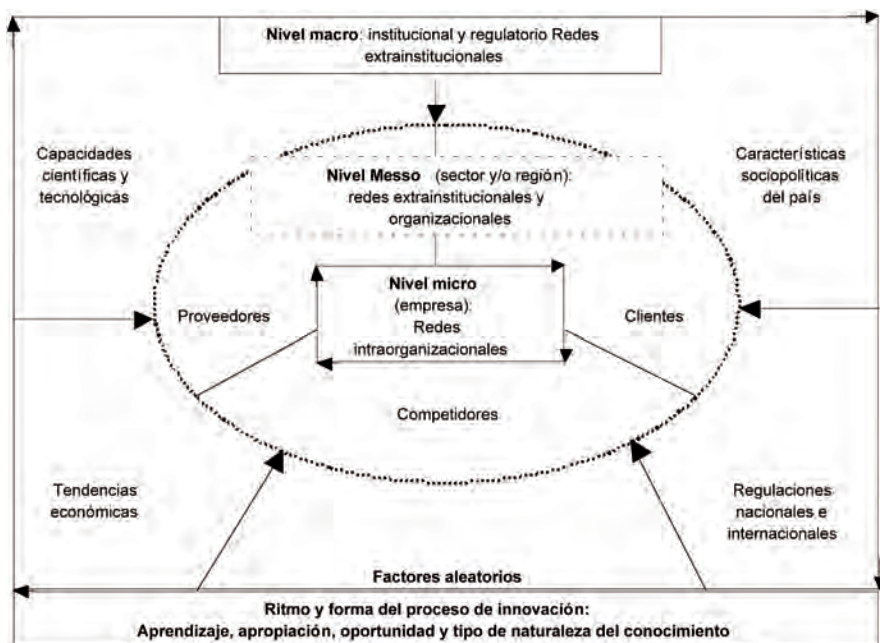 Nivel macro: institucional y regulatorio Redes
extrainstitucionales
Capacidades
científicas y
tecnológicas
Características
sociopolíticas
del país
Nivel Messo (sector y/o región):
redes extrainstitucionales y
organizacionales
Nivel micro
(empresa):
Redes
intraorganizacionales
Proveedores
Clientes
Competidores
Tendencias
económicas
Regulaciones
nacionales e
internacionales
Factores aleatorios
Ritmo y forma del proceso de innovación:
Aprendizaje, apropiación, oportunidad y tipo de naturaleza del conocimiento